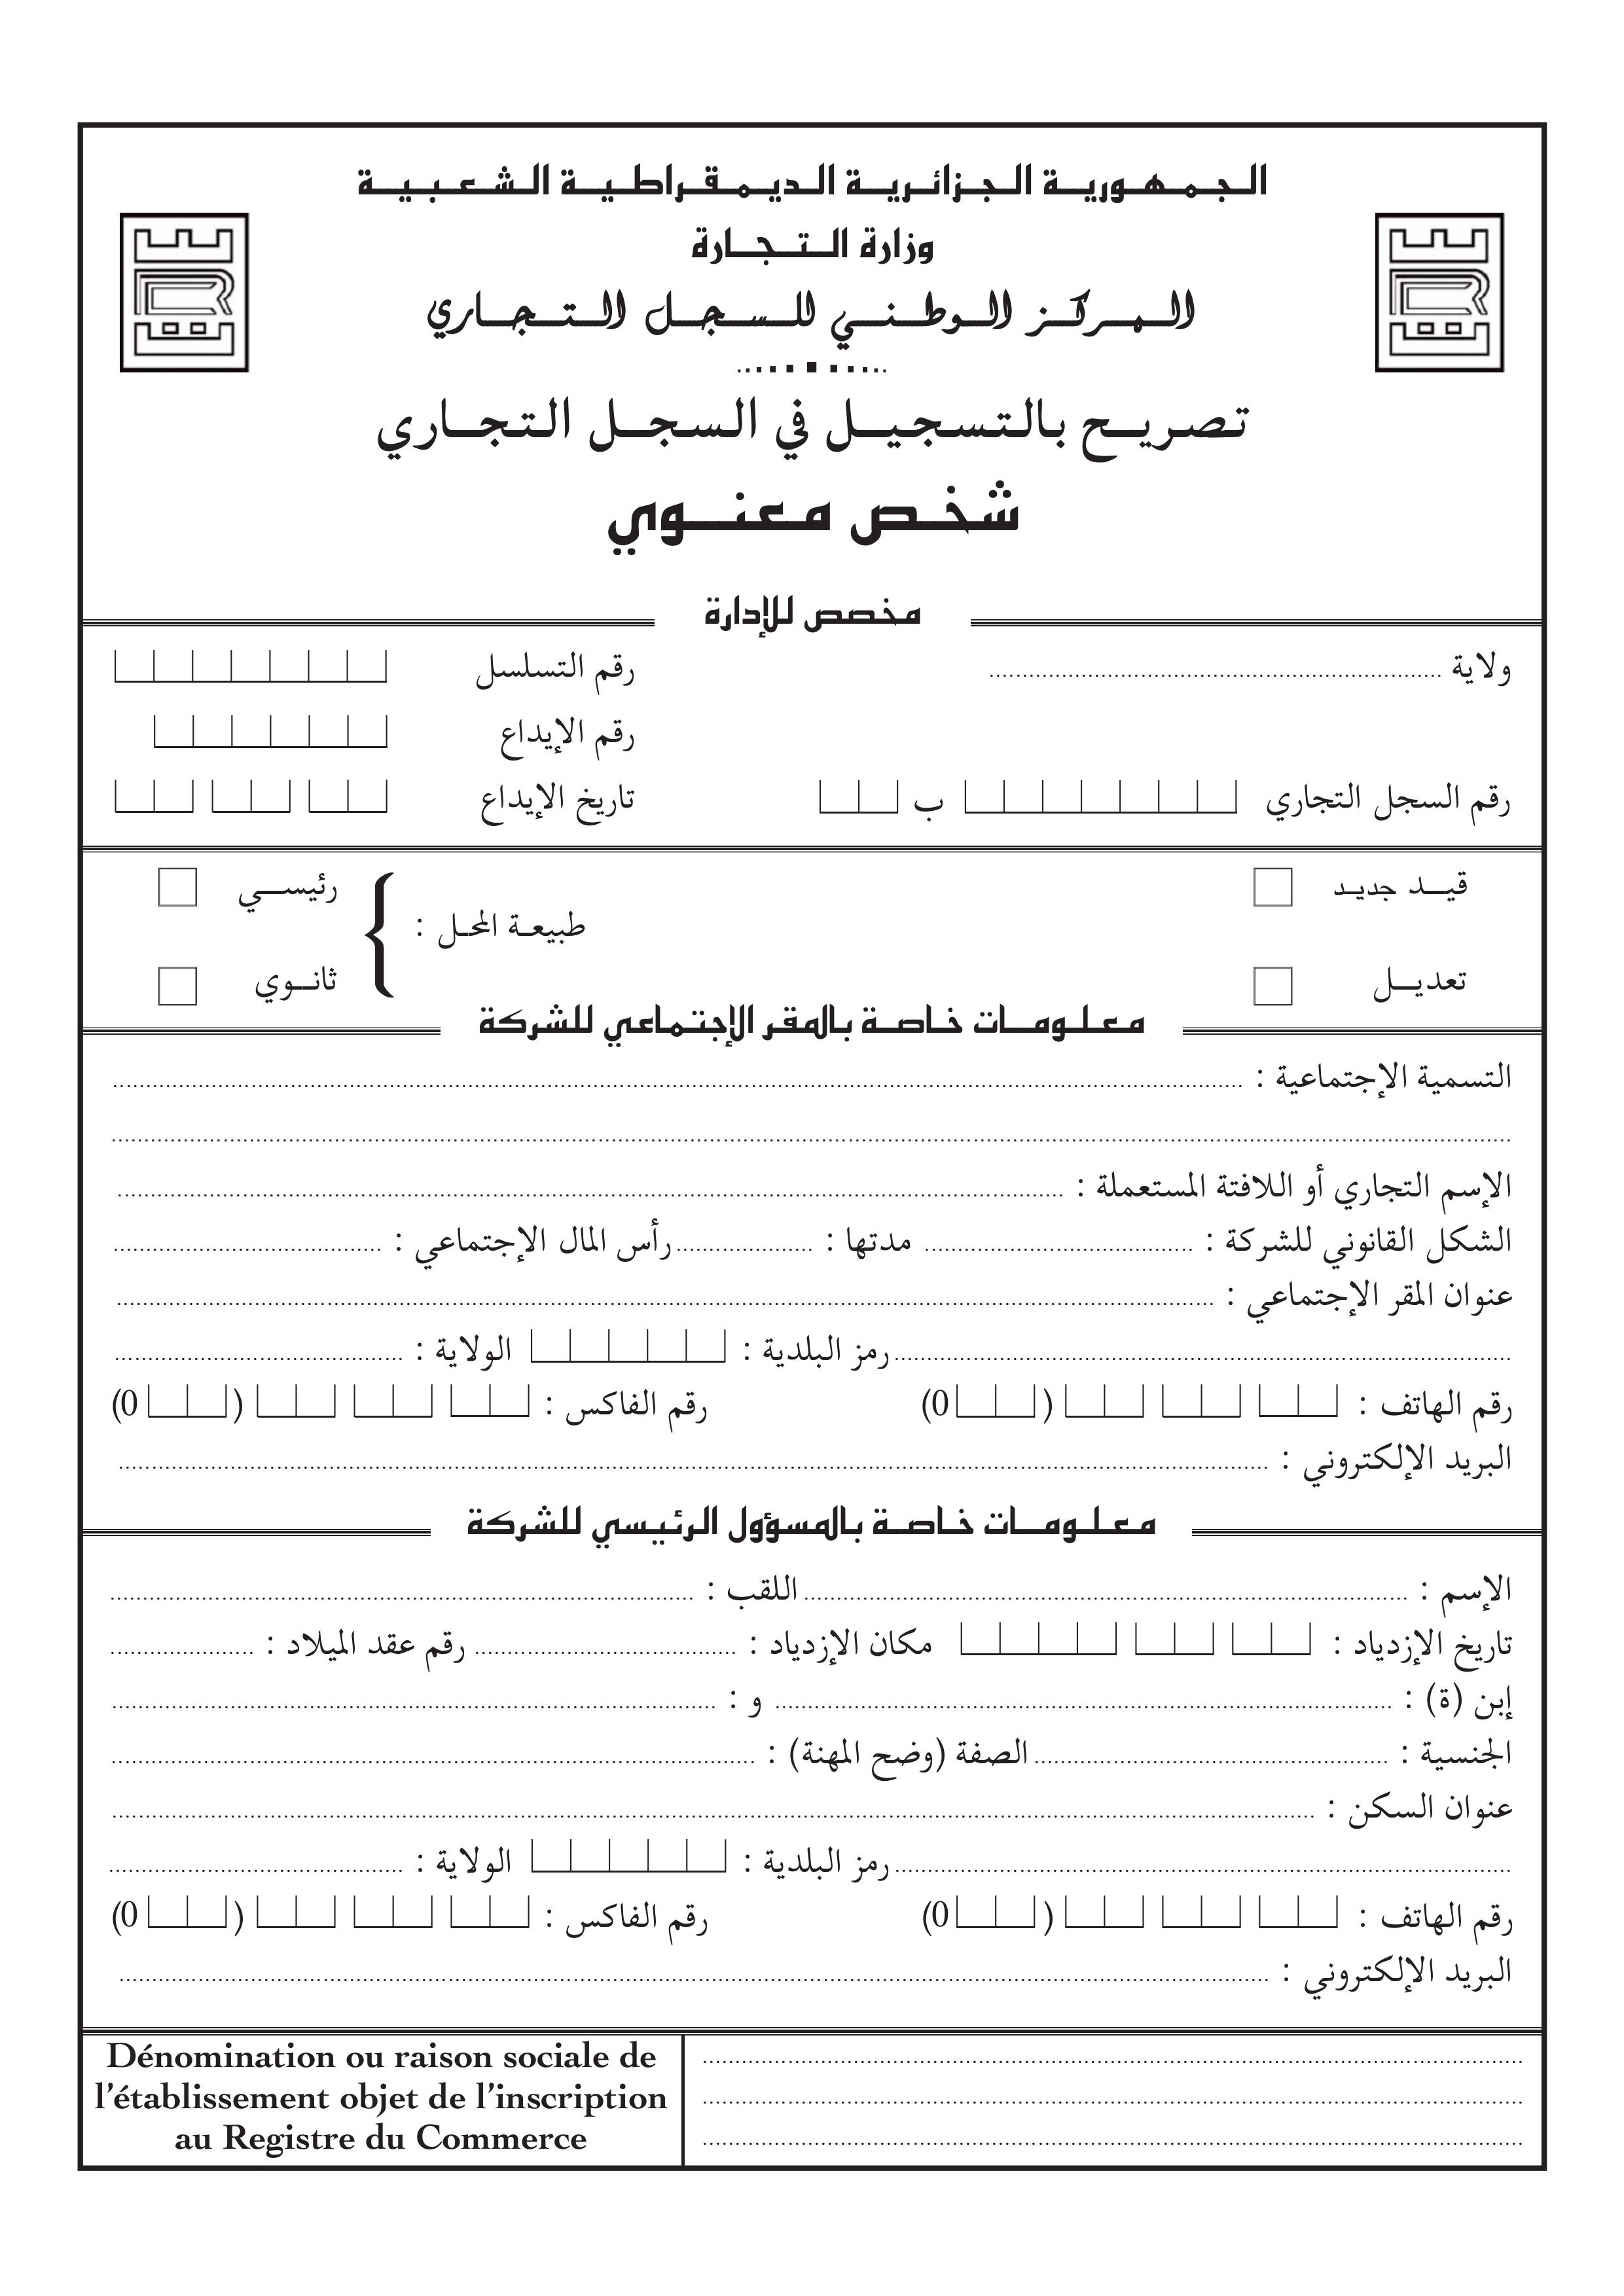 الجمهورية الجزائرية الديمقراطية الشعبية
وزارة التجارة
المركز الوطني للسجل التجاري
تصريح بالتسجيل في السجل التجاري
شخص معنوي
مخصص للإدارة
ولاية رقم التسلسل
رقم الإيداع
رقم السجل التجاري ب تاريخ الإيداع
قيد جديد رئيسي
طبيعة المحل :
تعديل ثانوي
معلومات خاصة بالمقر الإجتماعي للشركة
التسمية الإجتماعية :
الإسم التجاري أو اللافتة المستعملة :
الشكل القانوني للشركة : مدتها : رأس المال الإجتماعي :
عنوان المقر الإجتماعي :
رمز البلدية : الولاية :
رقم الهاتف : (0 ) رقم الفاكس : (0 )
البريد الإلكتروني :
معلومات خاصة بالمسؤول الرئيسي للشركة
الإسم : اللقب :
تاريخ الإزدياد : مكان الإزدياد : رقم عقد الميلاد :
إبن (ة) : و :
الجنسية : الصفة (وضح المهنة) :
عنوان السكن :
رمز البلدية : الولاية :
رقم الهاتف : (0 ) رقم الفاكس : (0 )
البريد الإلكتروني :
Dénomination ou raison sociale de
l'établissement objet de l'inscription
au Registre du Commerce